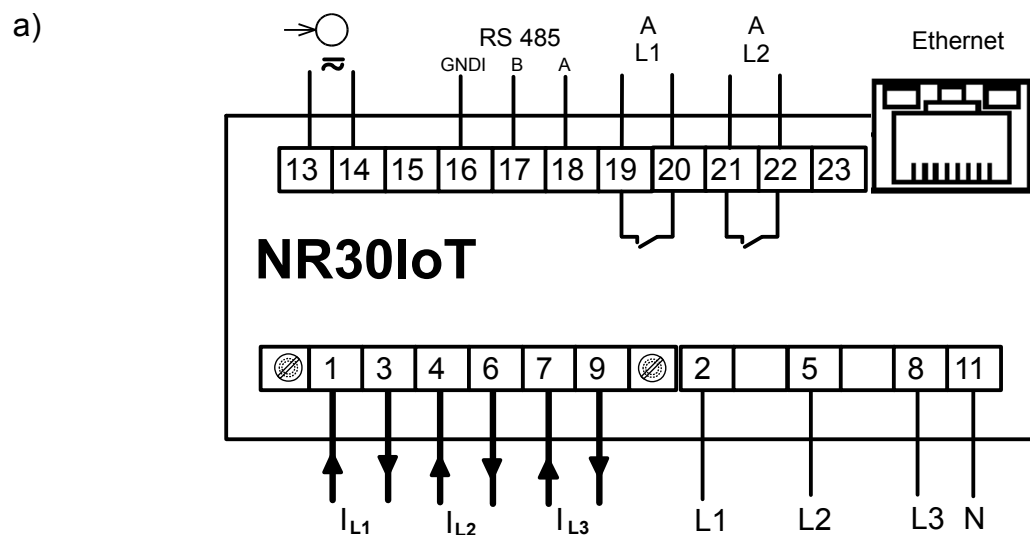 a)
RS 485
GNDI B A
A L1
A L2
Ethernet
13 14 15 16 17 18 19 20 21 22 23
NR30IoT
1 3 4 6 7 9 2 5 8 11
IL1 IL2 IL3 L1 L2 L3 N